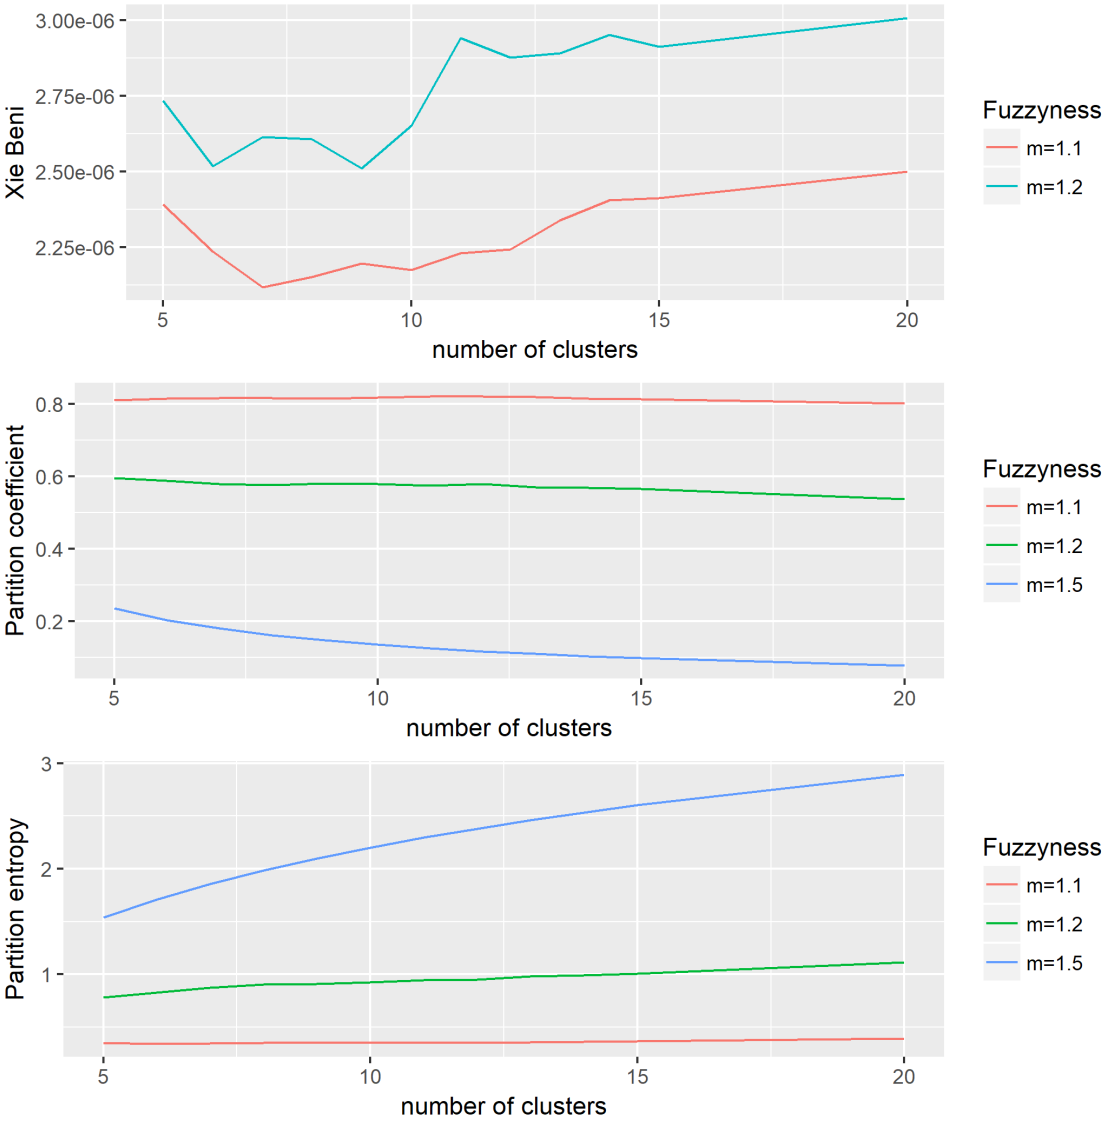 3.00e-06
2.75e-06
2.50e-06
2.25e-06
Xie Beni
5 10 15 20
number of clusters
Fuzzyness
m=1.1
m=1.2
0.8
0.6
0.4
0.2
Partition coefficient
5 10 15 20
number of clusters
Fuzzyness
m=1.1
m=1.2
m=1.5
3
2
1
Partition entropy
5 10 15 20
number of clusters
Fuzzyness
m=1.1
m=1.2
m=1.5